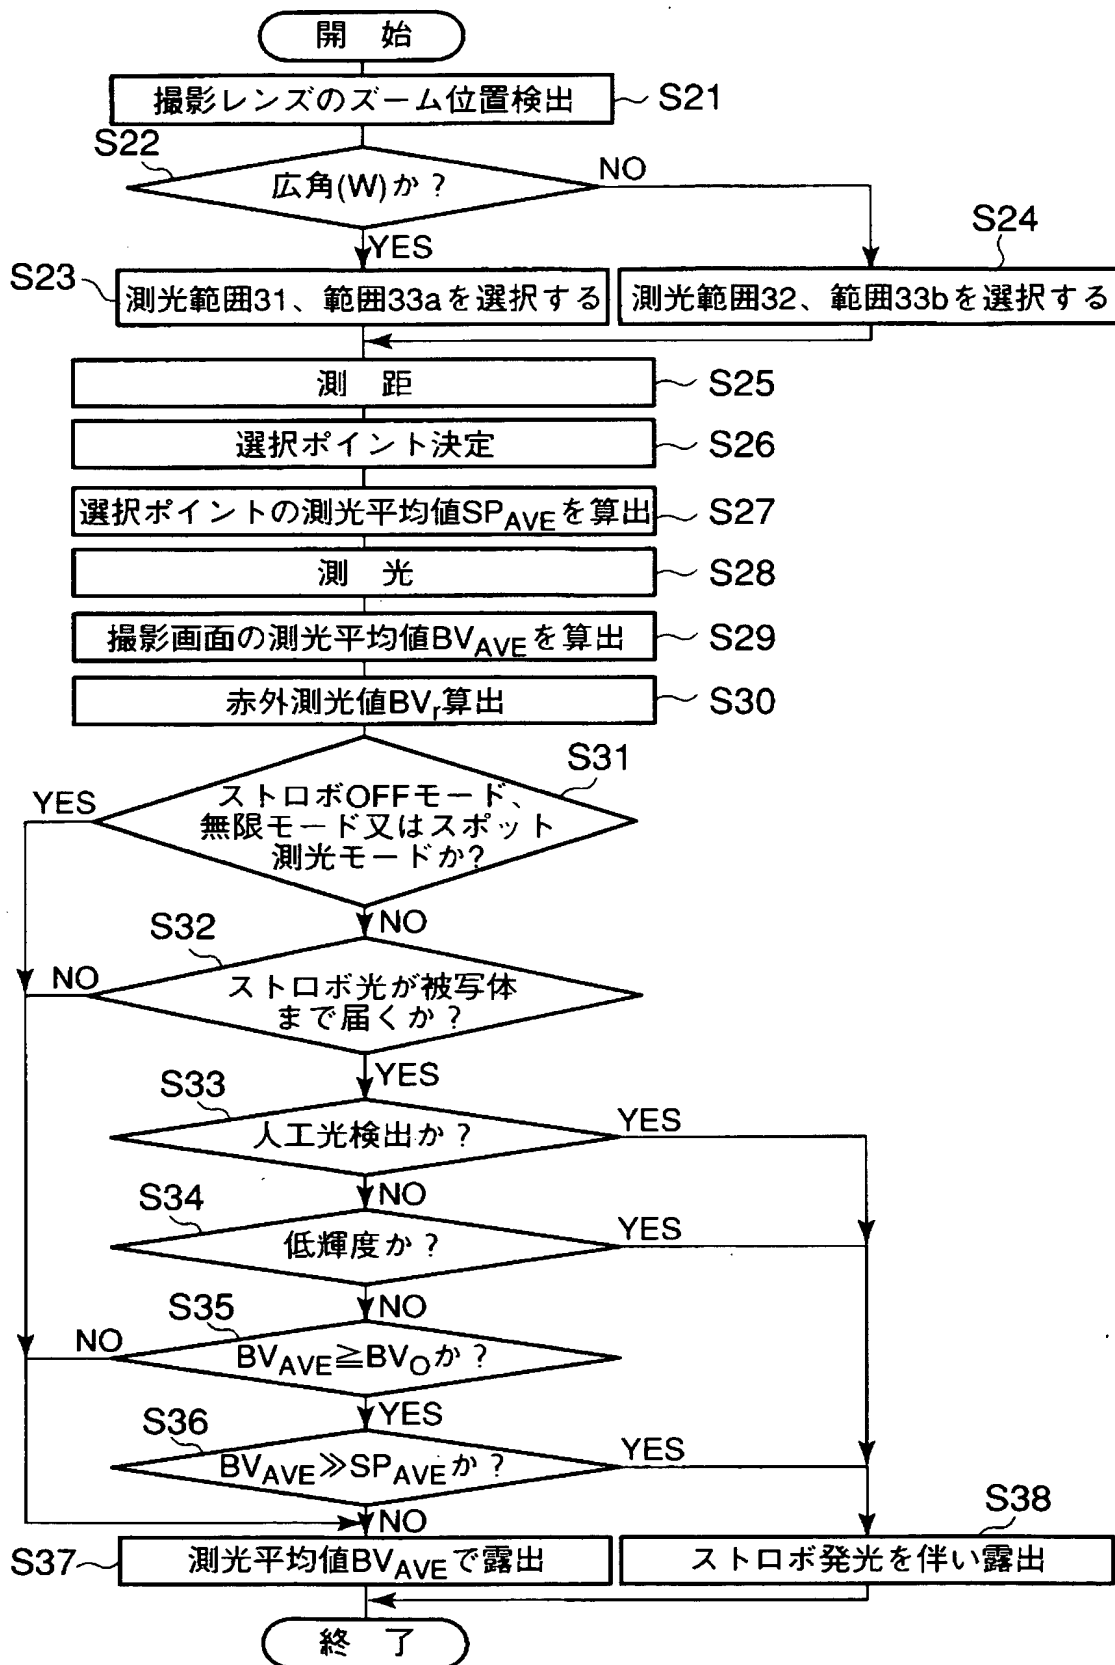 開 始
撮影レンズのズーム位置検出
S21
S22
広角(W)か?
NO
YES
S23
測光範囲31、範囲33aを選択する
S24
測光範囲32、範囲33bを選択する
測 距
S25
選択ポイント決定
S26
選択ポイントの測光平均値SPAVEを算出
S27
測 光
S28
撮影画面の測光平均値BVAVEを算出
S29
赤外測光値BVr算出
S30
S31
YES
ストロボOFFモード、
無限モード又はスポット
測光モードか?
NO
S32
NO
ストロボ光が被写体
まで届くか?
YES
S33
人工光検出か?
YES
NO
S34
低輝度か?
YES
NO
S35
NO
BVAVE≧BVOか?
YES
S36
BVAVE≫SPAVEか?
YES
NO
S37
測光平均値BVAVEで露出
S38
ストロボ発光を伴い露出
終 了